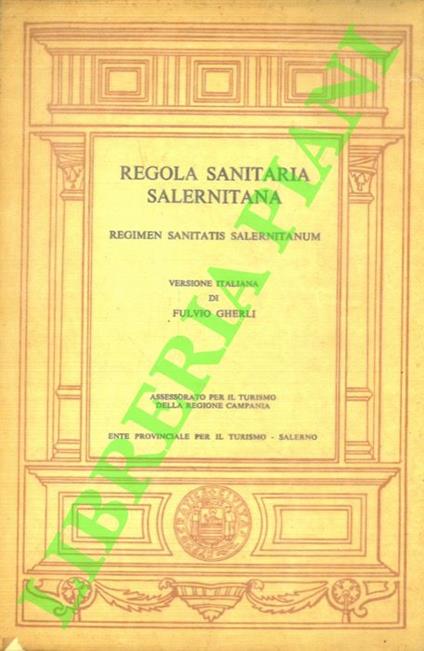 REGOLA SANITARIA
SALERNITANA
REGIMEN SANITATIS SALERNITANUM
VERSIONE ITALIANA
DI
FULVIO GHERLI
ASSESSORATO PER IL TURISMO
DELLA REGIONE CAMPANIA
ENTE PROVINCIALE PER IL TURISMO - SALERNO
LIBRERIA PIANI